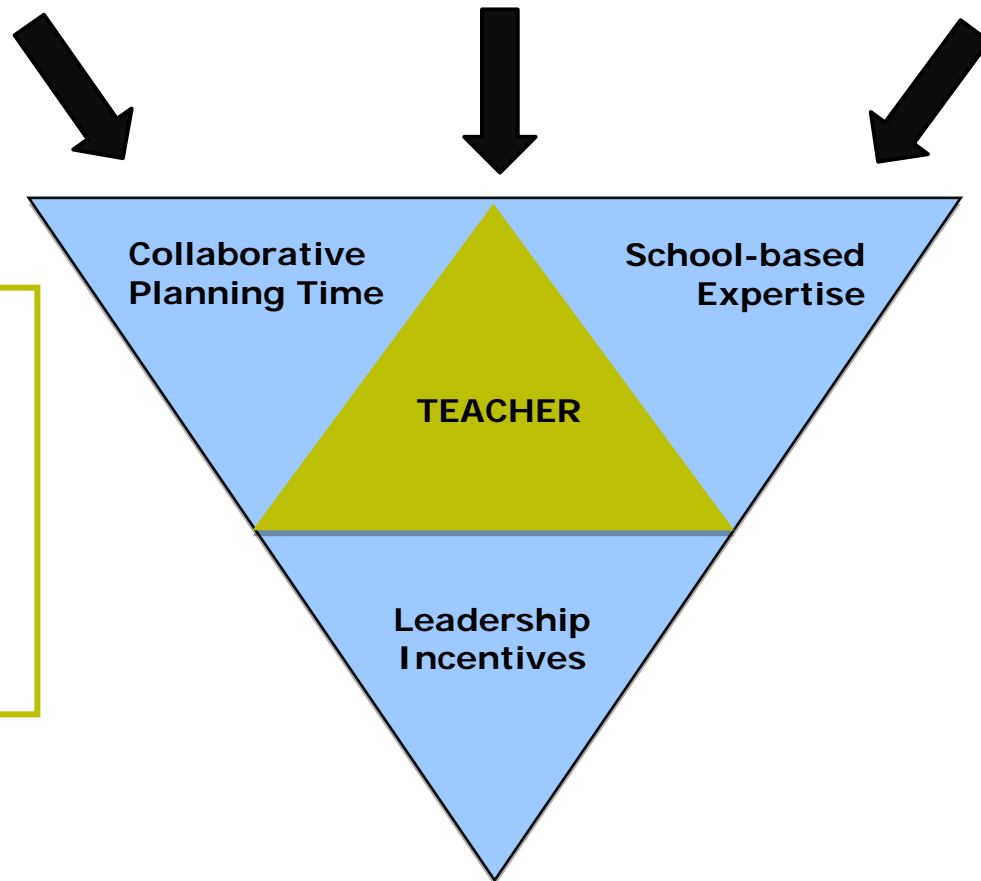 Collaborative
Planning Time
School-based
Expertise
TEACHER
Leadership
Incentives